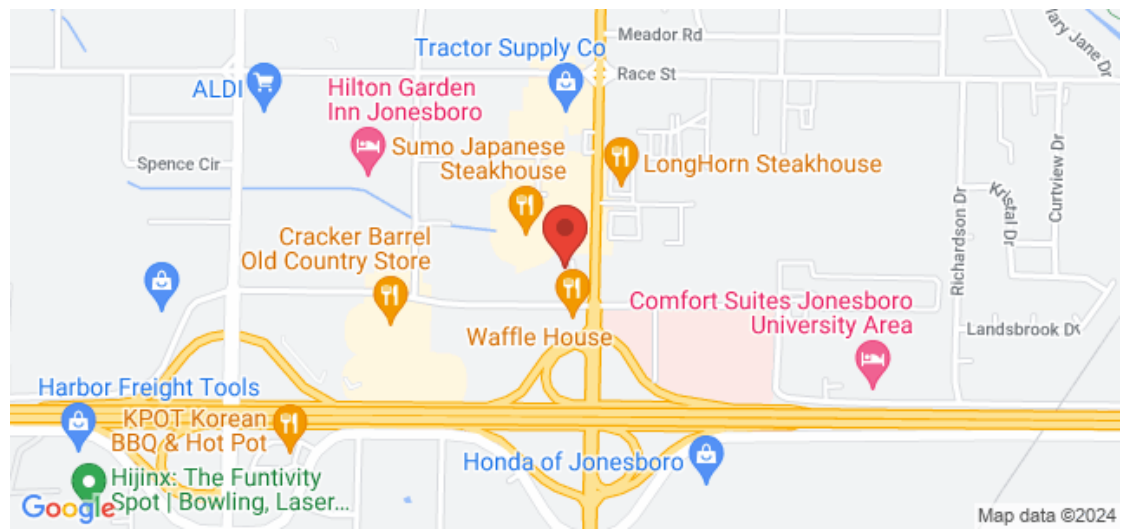 Meador Rd
ary Jane Dr
Tractor Supply Co
Race St
ALDI
Hilton Garden
Inn Jonesboro
Sumo Japanese
Steakhouse
LongHorn Steakhouse
Spence Cir
Curtview Dr
Kristal Dr
Richardson Dr
Cracker Barrel
Old Country Store
Comfort Suites Jonesboro
University Area
Waffle House
Landsbrook Dr
Harbor Freight Tools
KPOT Korean
BBQ & Hot Pot
Honda of Jonesboro
Hijinx: The Funtivity
Spot | Bowling, Laser...
Google
Map data ©2024